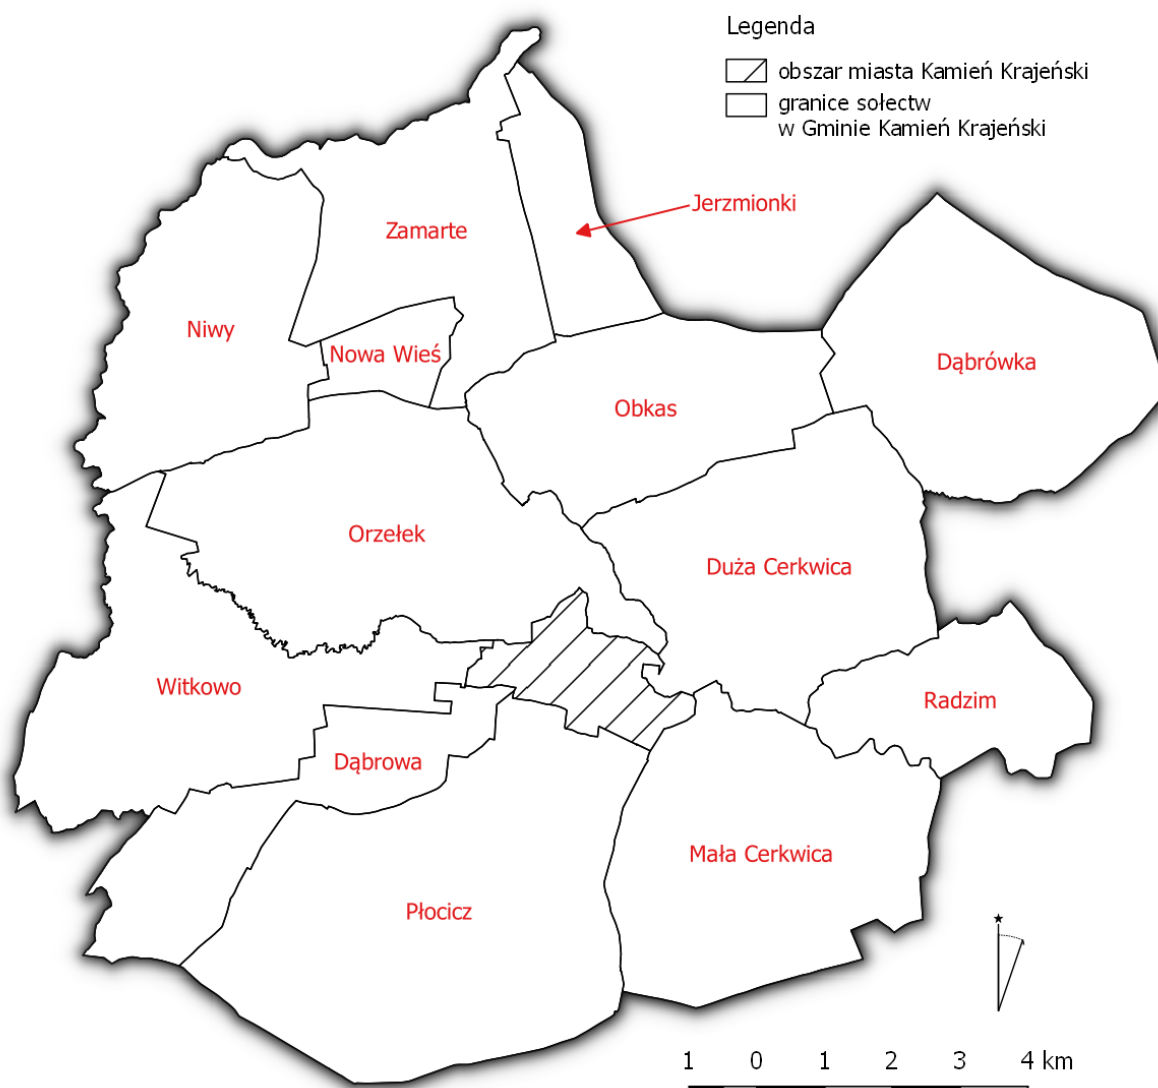 Legenda
obszar miasta Kamień Krajeński
granice sołectw
w Gminie Kamień Krajeński
Jerzmionki
Zamarte
Niwy
Nowa Wieś
Dąbrówka
Obkas
Orzełek
Duża Cerkwica
Witkowo
Radzim
Dąbrowa
Mała Cerkwica
Płocicz
1 0 1 2 3 4 km